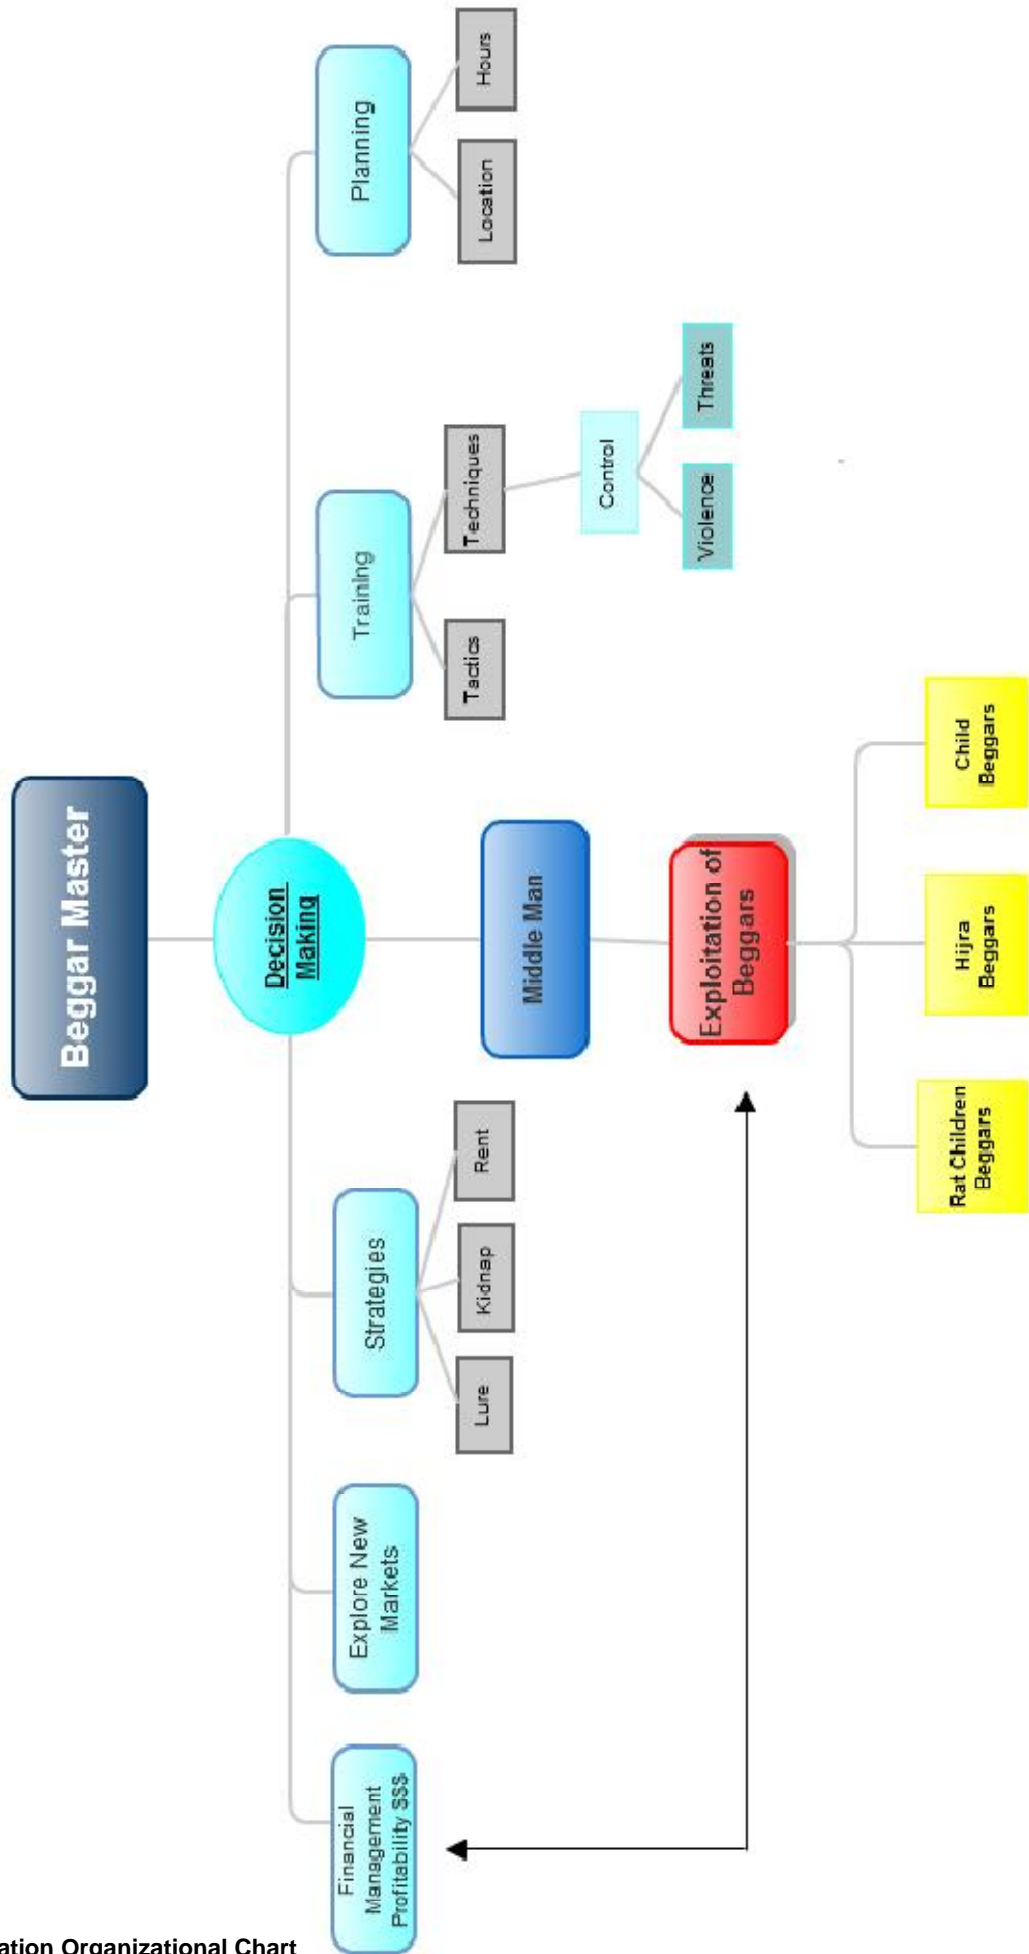 Beggar Master
Decision
Making
Financial
Management
Profitability $$$
Explore New
Markets
Strategies
Training
Planning
Lure
Kidnap
Rent
Tactics
Techniques
Location
Hours
Middle Man
Control
Violence
Threats
Exploitation of
Beggars
Rat Children
Beggars
Hijra
Beggars
Child
Beggars
ation Organizational Chart